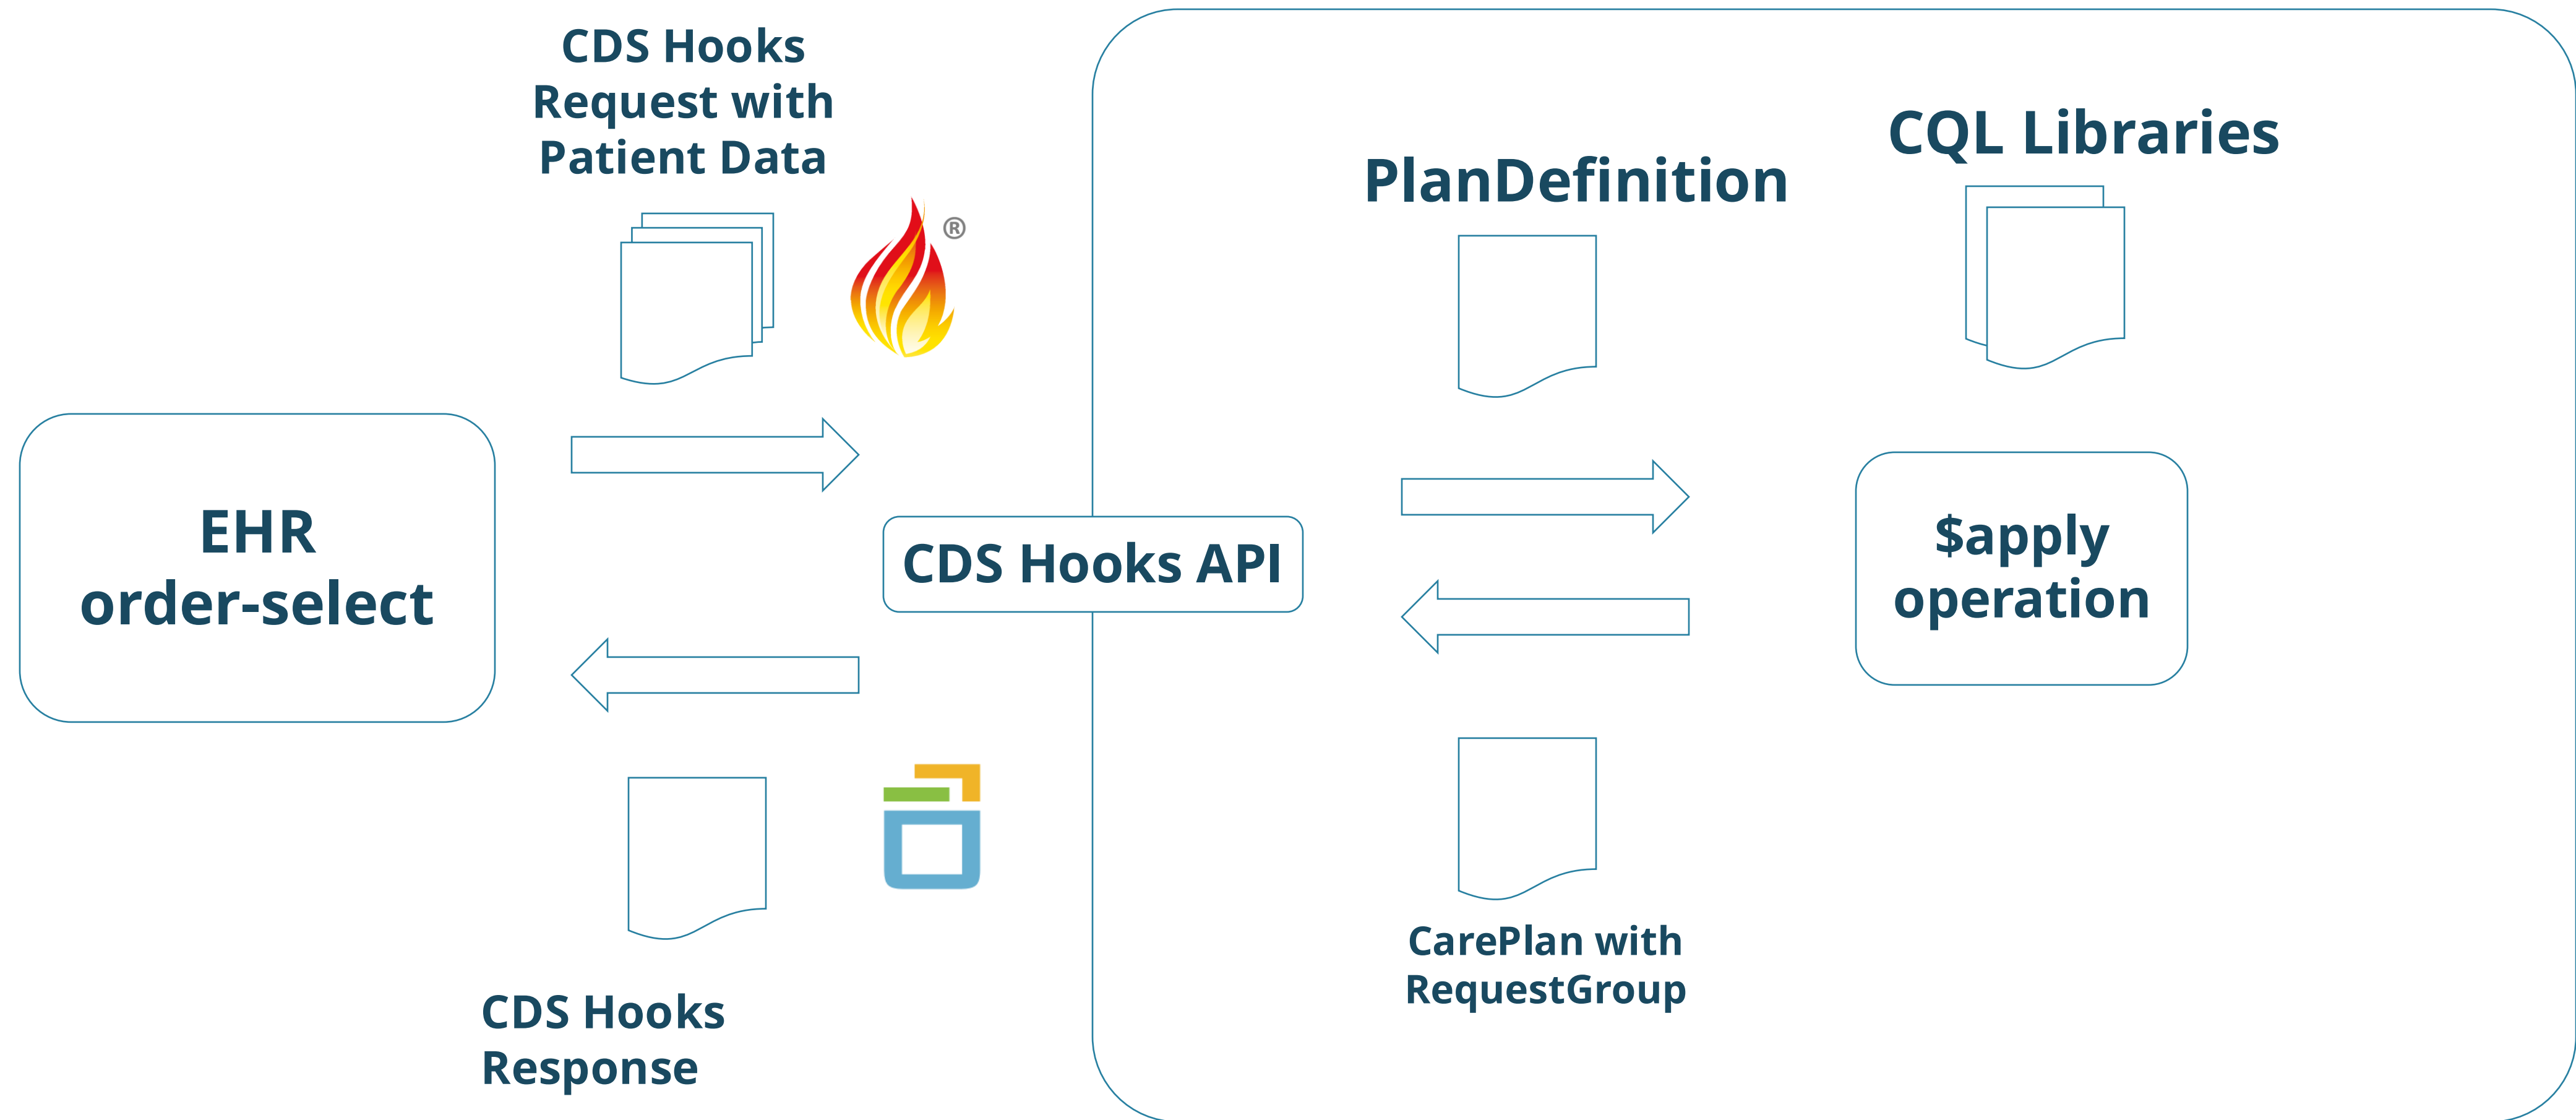 CDS Hooks
Request with
Patient Data
®
PlanDefinition
CQL Libraries
EHR
order-select
CDS Hooks API
$apply
operation
CDS Hooks
Response
CarePlan with
RequestGroup